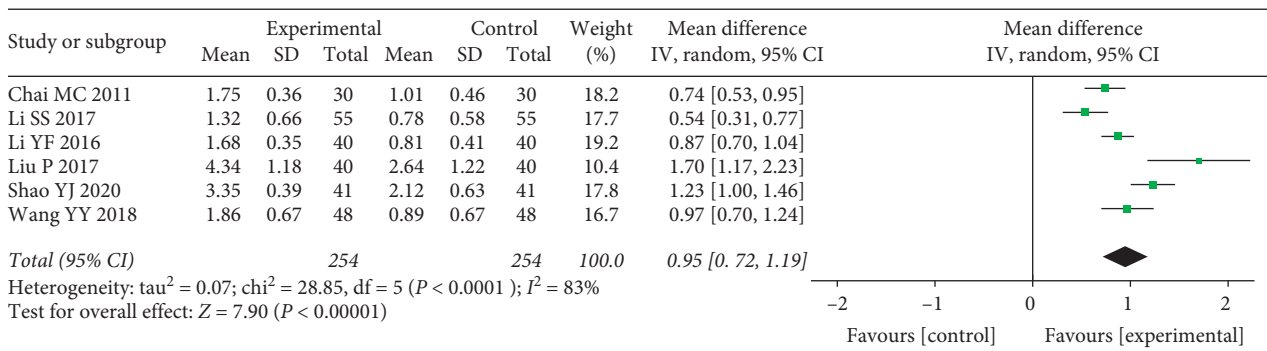 Study or subgroup Experimental Control Weight (%) Mean difference IV, random, 95% CI Mean difference IV, random, 95% CI
Mean SD Total Mean SD Total
Chai MC 2011 1.75 0.36 30 1.01 0.46 30 18.2 0.74 [0.53, 0.95]
Li SS 2017 1.32 0.66 55 0.78 0.58 55 17.7 0.54 [0.31, 0.77]
Li YF 2016 1.68 0.35 40 0.81 0.41 40 19.2 0.87 [0.70, 1.04]
Liu P 2017 4.34 1.18 40 2.64 1.22 40 10.4 1.70 [1.17, 2.23]
Shao YJ 2020 3.35 0.39 41 2.12 0.63 41 17.8 1.23 [1.00, 1.46]
Wang YY 2018 1.86 0.67 48 0.89 0.67 48 16.7 0.97 [0.70, 1.24]
Total (95% CI) 254 254 100.0 0.95 [0. 72, 1.19]
Heterogeneity: tau² = 0.07; chi² = 28.85, df = 5 (P < 0.0001 ); I² = 83%
Test for overall effect: Z = 7.90 (P < 0.00001)
–2 –1 0 1 2
Favours [control] Favours [experimental]